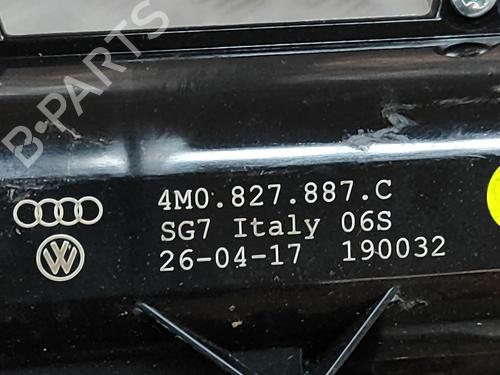 B-PARTS
4M0.827.887.C
SG7 Italy 06S
26-04-17 190032